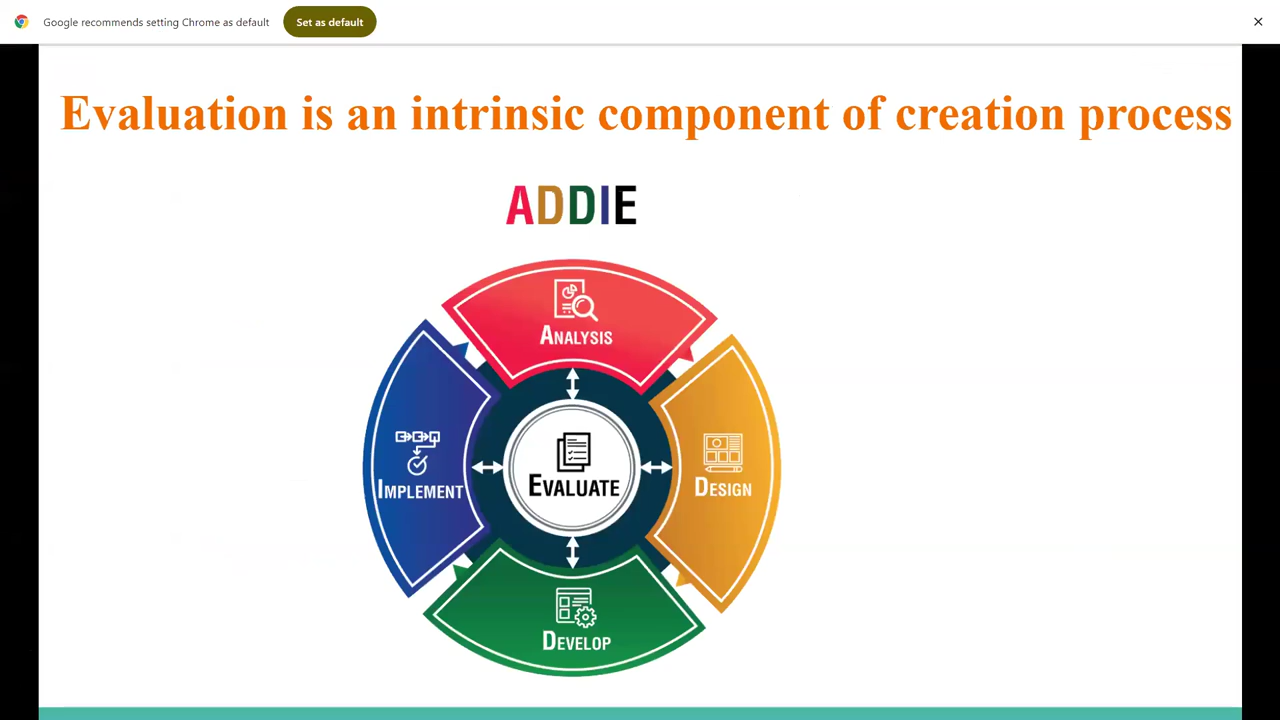 Google recommends setting Chrome as default
Set as default
Evaluation is an intrinsic component of creation process
ADDIE
ANALYSIS
IMPLEMENT
EVALUATE
DESIGN
DEVELOP